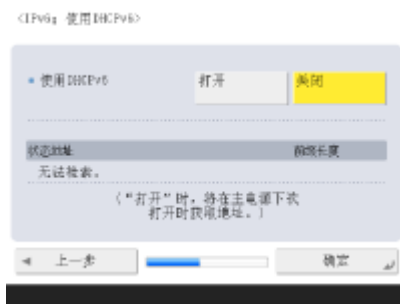 <IPv6: 使用DHCPv6>
使用DHCPv6
打开
关闭
状态地址
前缀长度
无法检索。
(“打开”时，将在主电源下次
打开时获取地址。)
上一步
确定